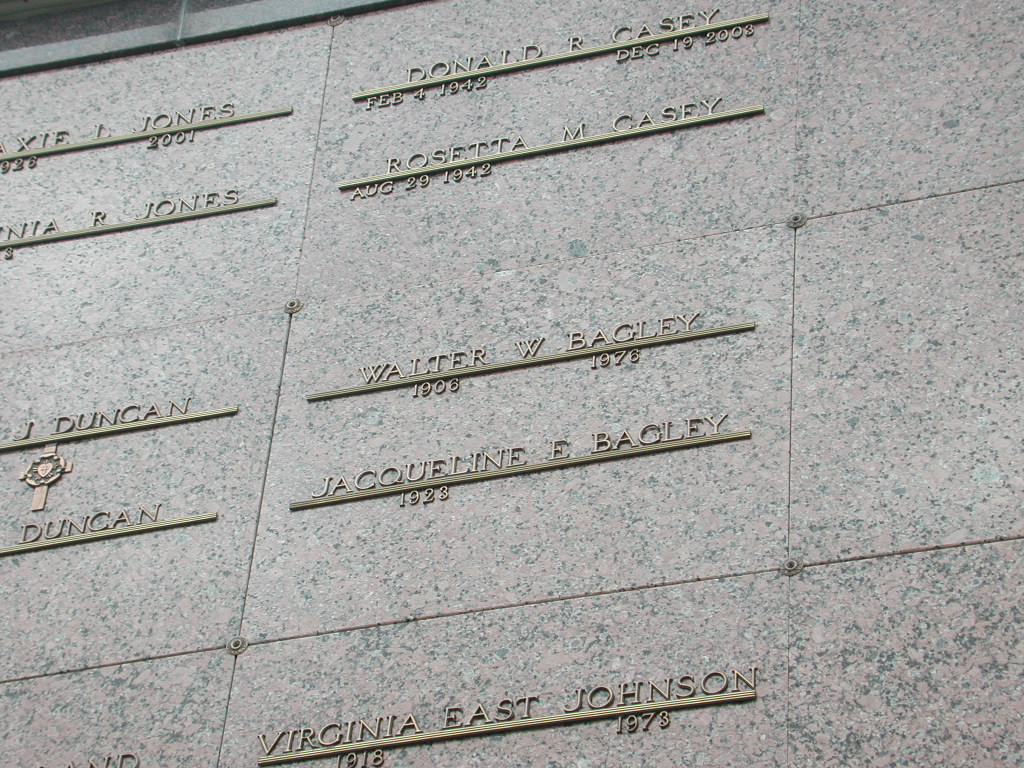 DONALD R CASEY
FEB 4 1942 DEC 19 2003
ROSETTA M CASEY
AUG 29 1942
L JONES
1926 2001
R JONES
WALTER W BAGLEY
1906 1976
JACQUELINE E BAGLEY
1923
J DUNCAN
DUNCAN
VIRGINIA EAST JOHNSON
1918 1973